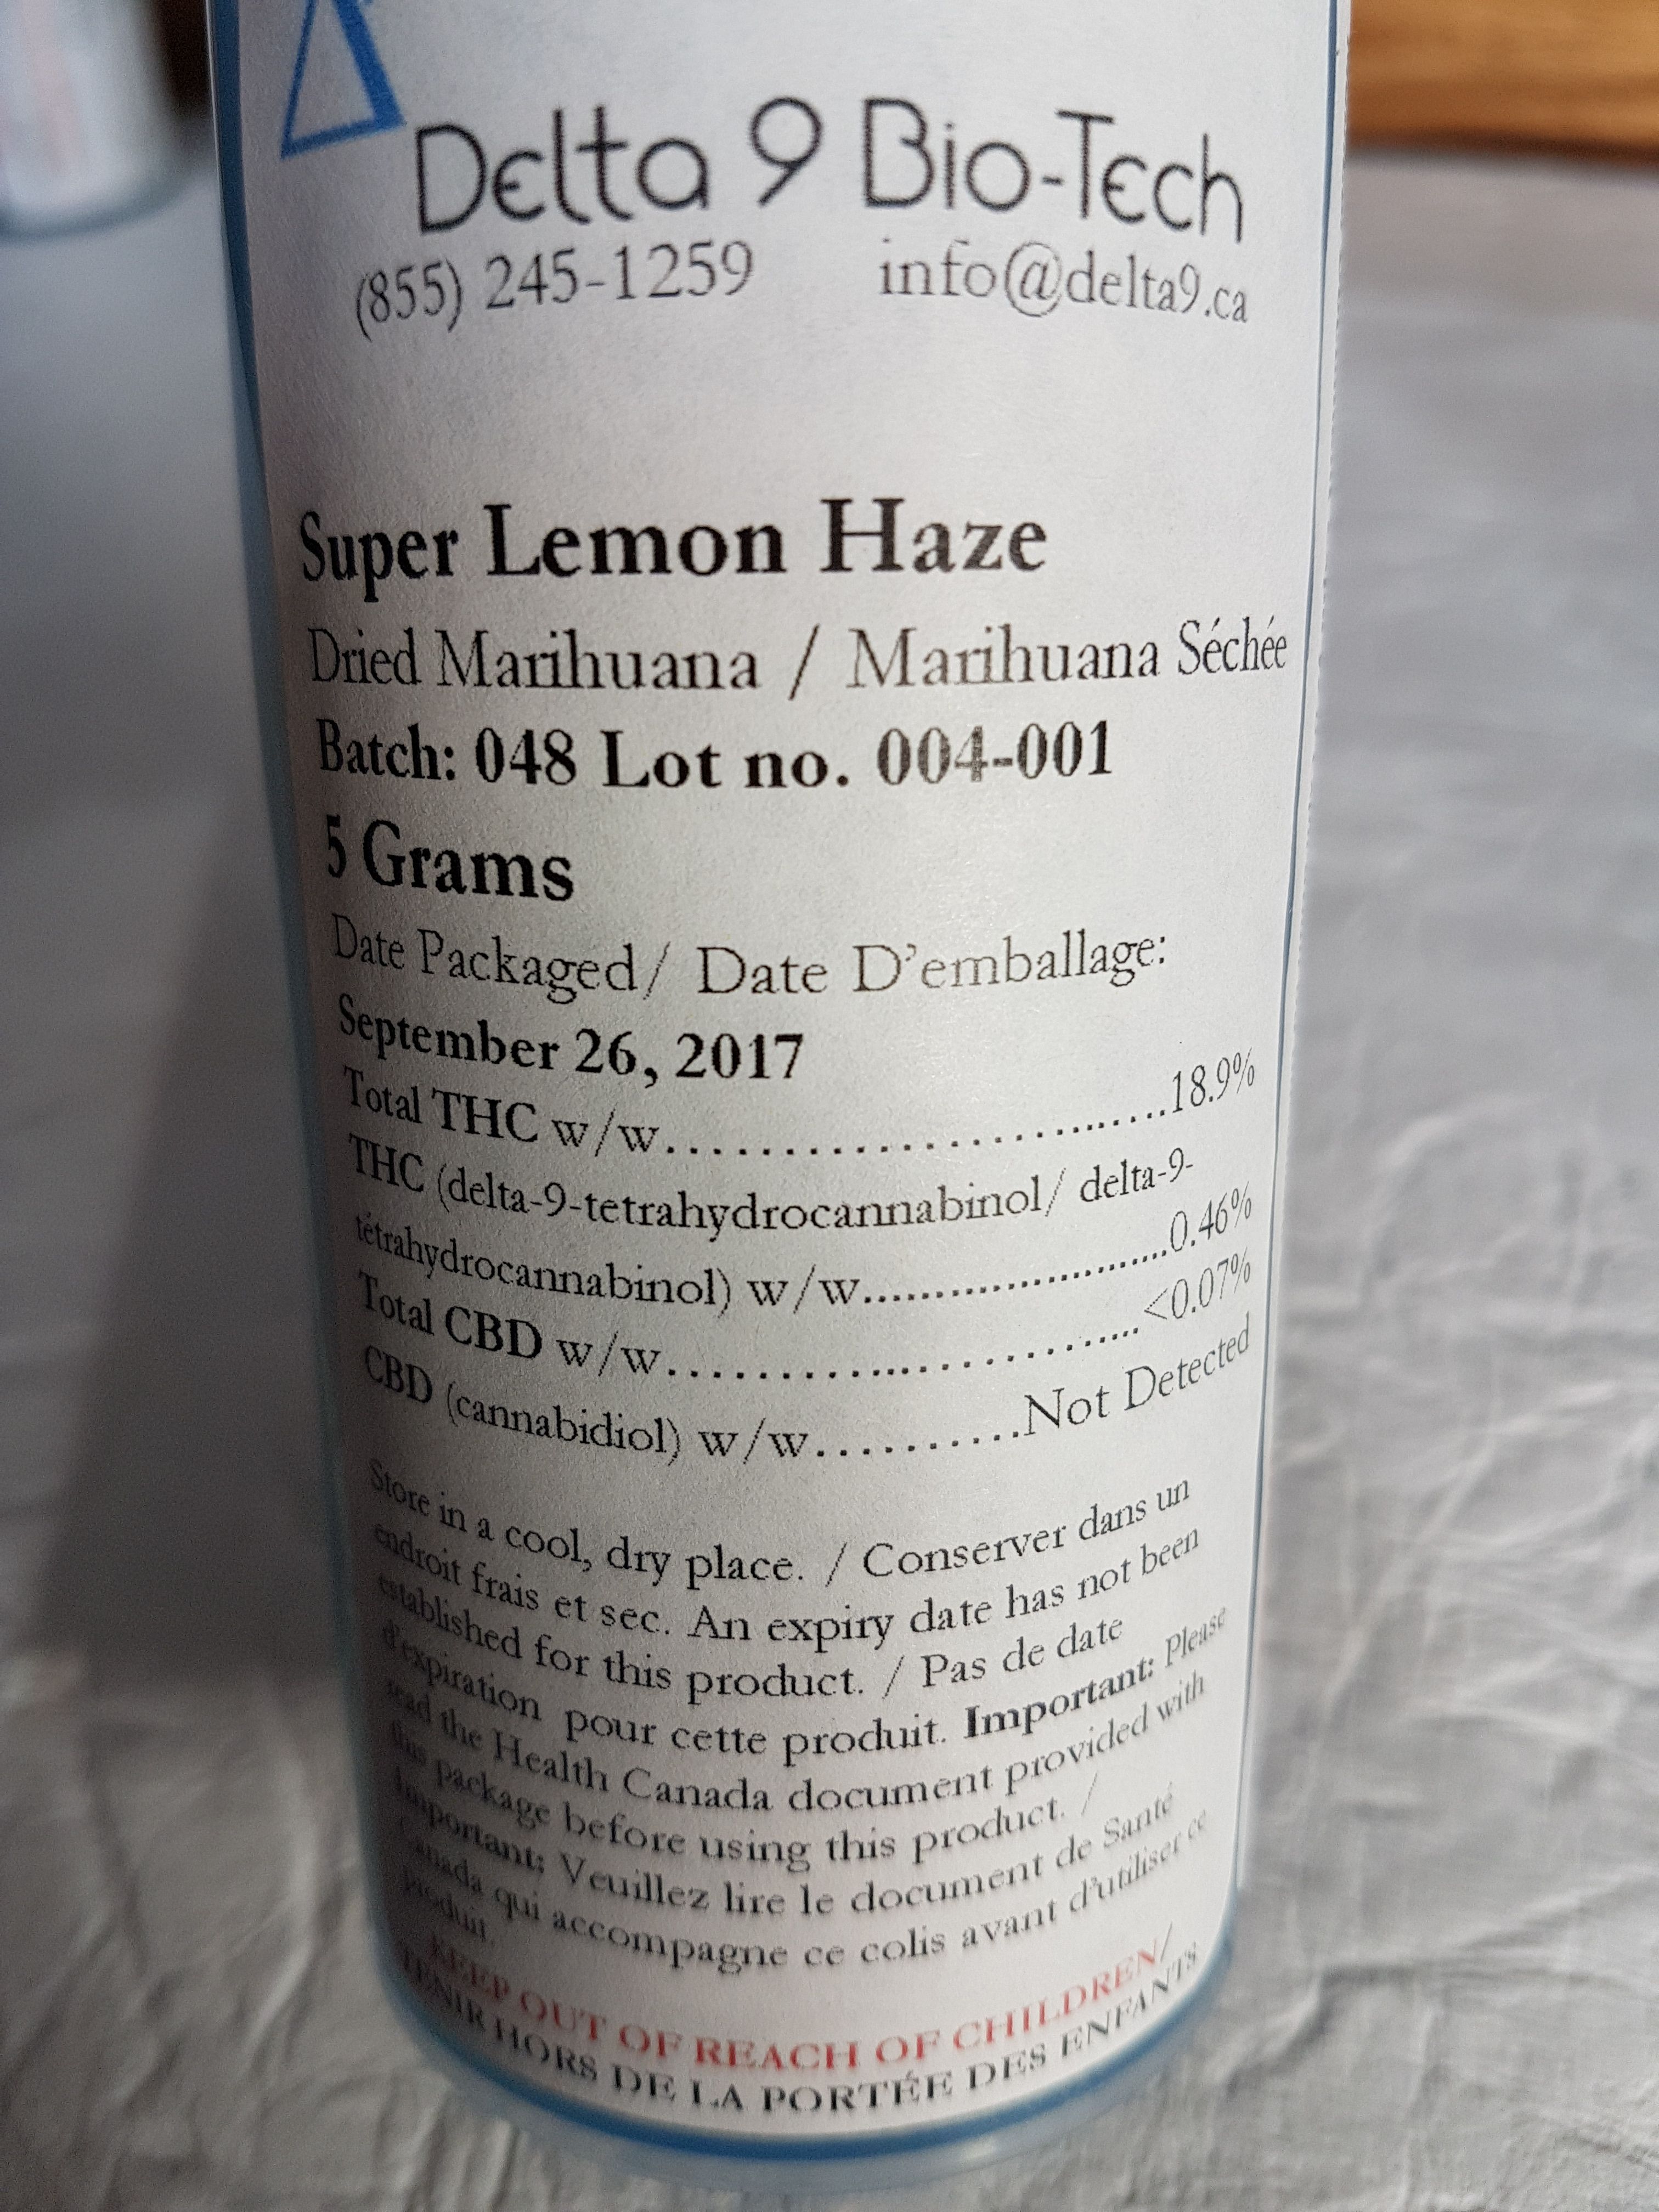 Delta 9 Bio-Tech
(855) 245-1259 info@delta9.ca
Super Lemon Haze
Dried Marihuana / Marihuana Séchée
Batch: 048 Lot no. 004-001
5 Grams
Date Packaged/ Date D'emballage:
September 26, 2017
Total THC w/w..............................18.9%
THC (delta-9-tetrahydrocannabinol/ delta-9-
tétrahydrocannabinol) w/w..............................0.46%
Total CBD w/w..............................<0.07%
CBD (cannabidiol) w/w...........Not Detected
Store in a cool, dry place. / Conserver dans un
endroit frais et sec. An expiry date has not been
established for this product. / Pas de date
d'expiration pour cette produit. Important: Please
read the Health Canada document provided with
this package before using this product. /
Important: Veuillez lire le document de Santé
Canada qui accompagne ce colis avant d'utiliser ce
produit.
KEEP OUT OF REACH OF CHILDREN/
TENIR HORS DE LA PORTÉE DES ENFANTS